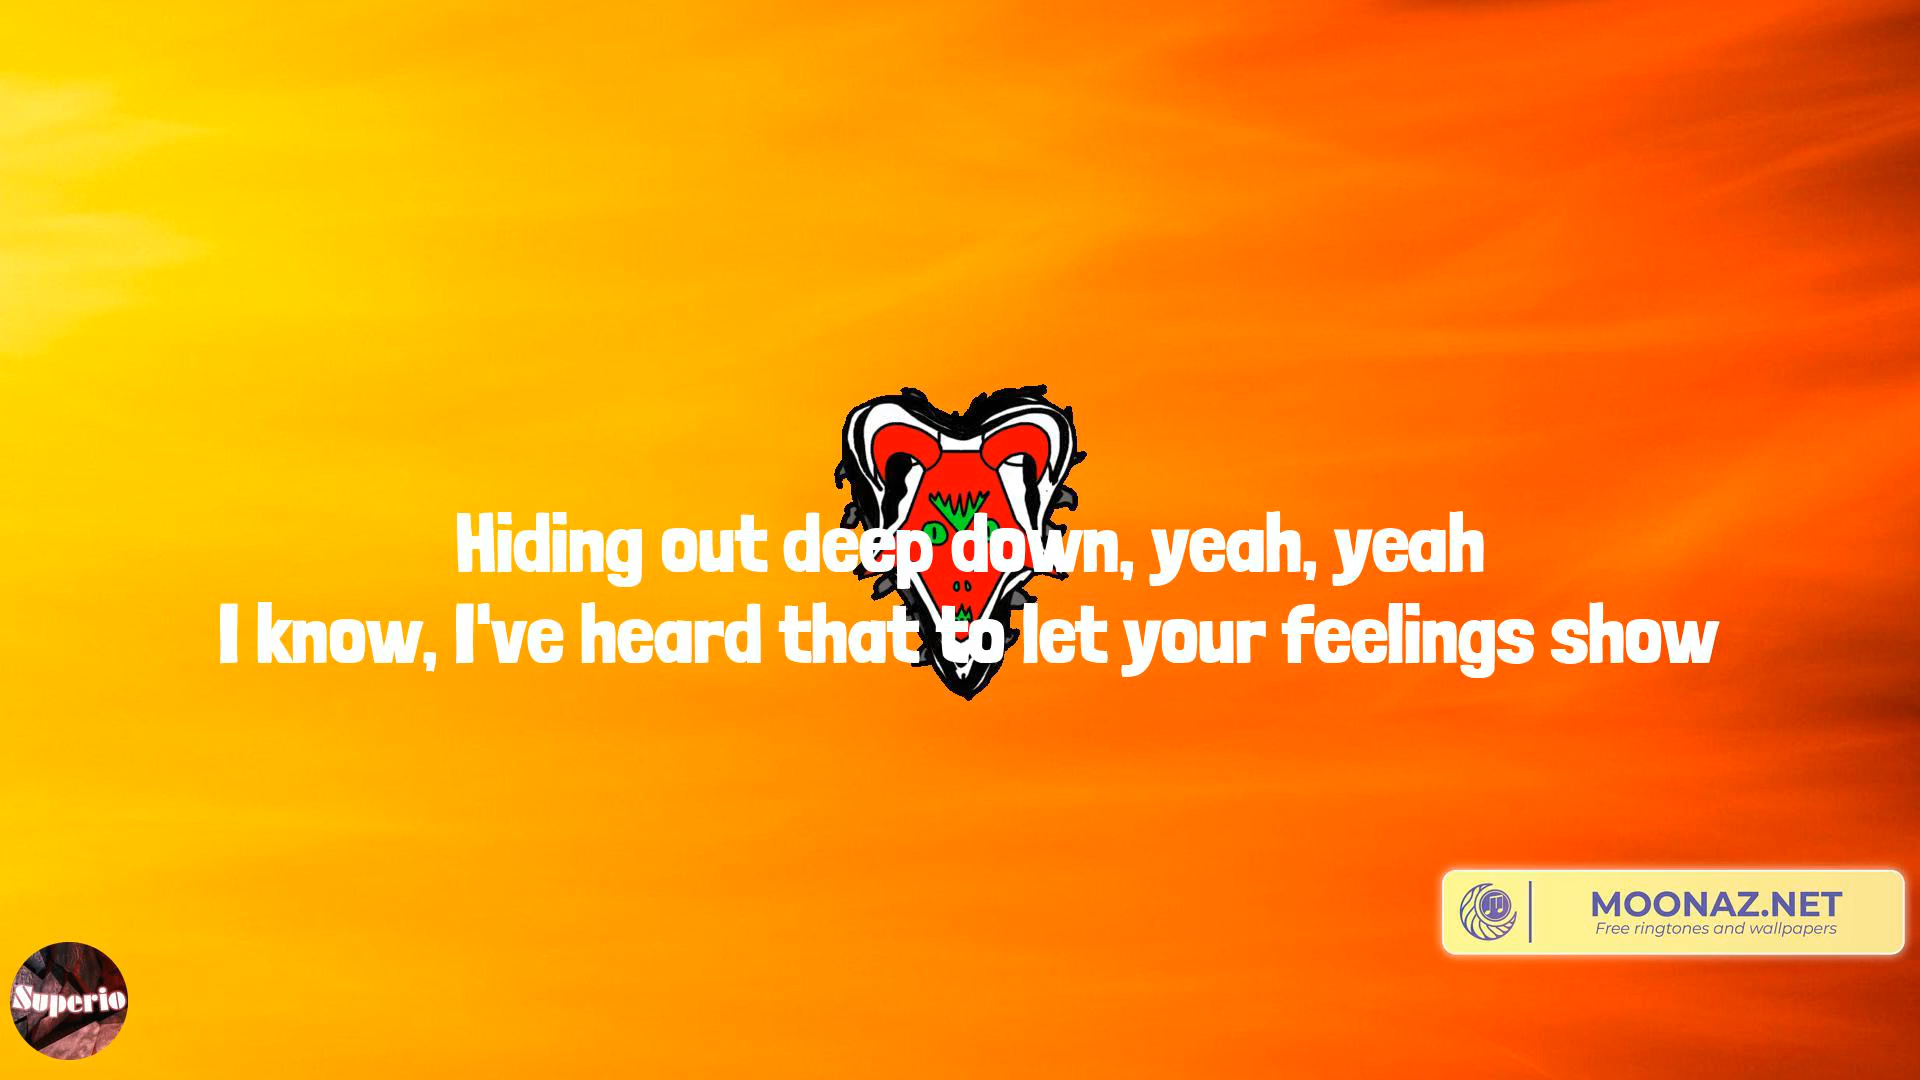 Hiding out deep down, yeah, yeah
I know, I've heard that to let your feelings show
MOONAZ.NET
Free ringtones and wallpapers
Superio